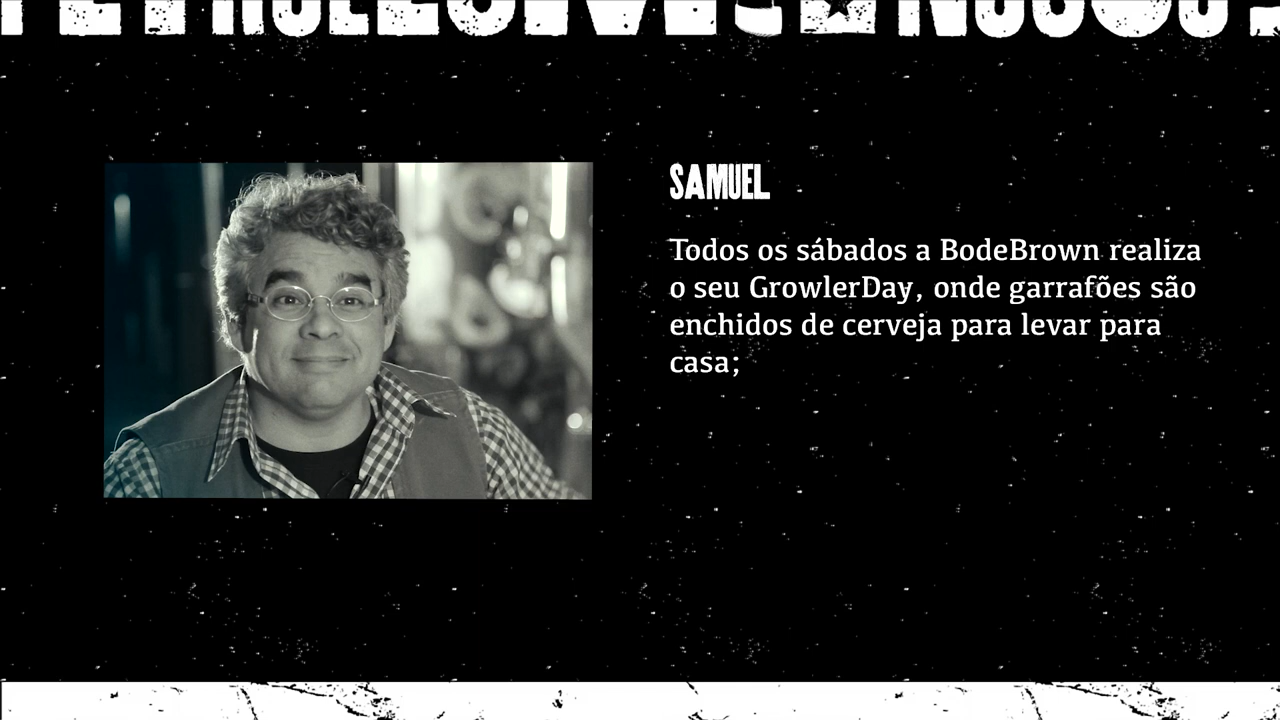 SAMUEL
Todos os sábados a BodeBrown realiza
o seu GrowlerDay, onde garrafões são
enchidos de cerveja para levar para
casa;